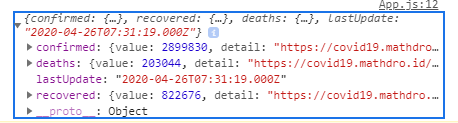 App.js:12
{confirmed: {…}, recovered: {…}, deaths: {…}, lastUpdate:
"2020-04-26T07:31:19.000Z"} i
▸ confirmed: {value: 2899830, detail: "https://covid19.mathdro…
▸ deaths: {value: 203044, detail: "https://covid19.mathdro.id/…
lastUpdate: "2020-04-26T07:31:19.000Z"
▸ recovered: {value: 822676, detail: "https://covid19.mathdro.…
▸ __proto__: Object